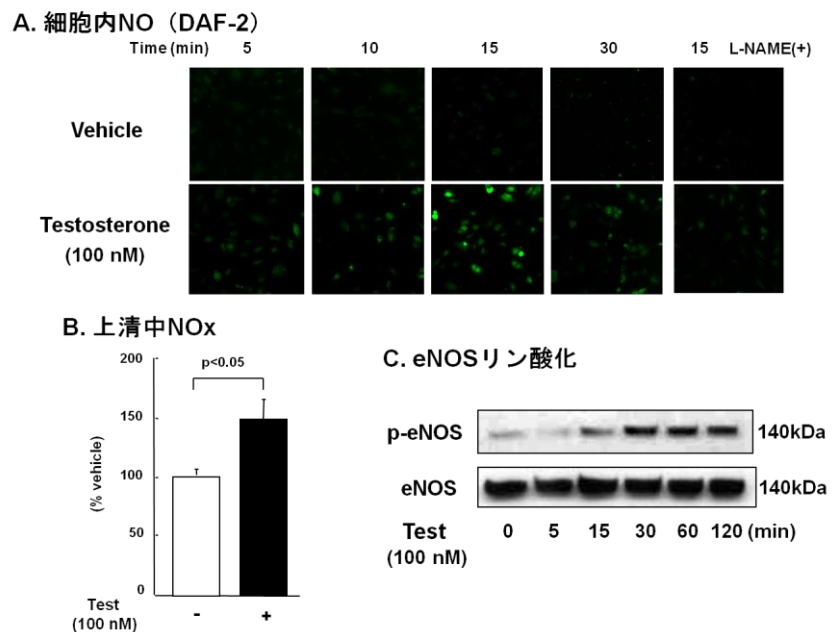 A. 細胞内NO（DAF-2）
Time (min) 5 10 15 30 15 L-NAME(+)
Vehicle
Testosterone
(100 nM)
B. 上清中NOx
200
p<0.05
150
100
(% vehicle)
50
0
Test - +
(100 nM)
C. eNOSリン酸化
p-eNOS 140kDa
eNOS 140kDa
Test 0 5 15 30 60 120 (min)
(100 nM)